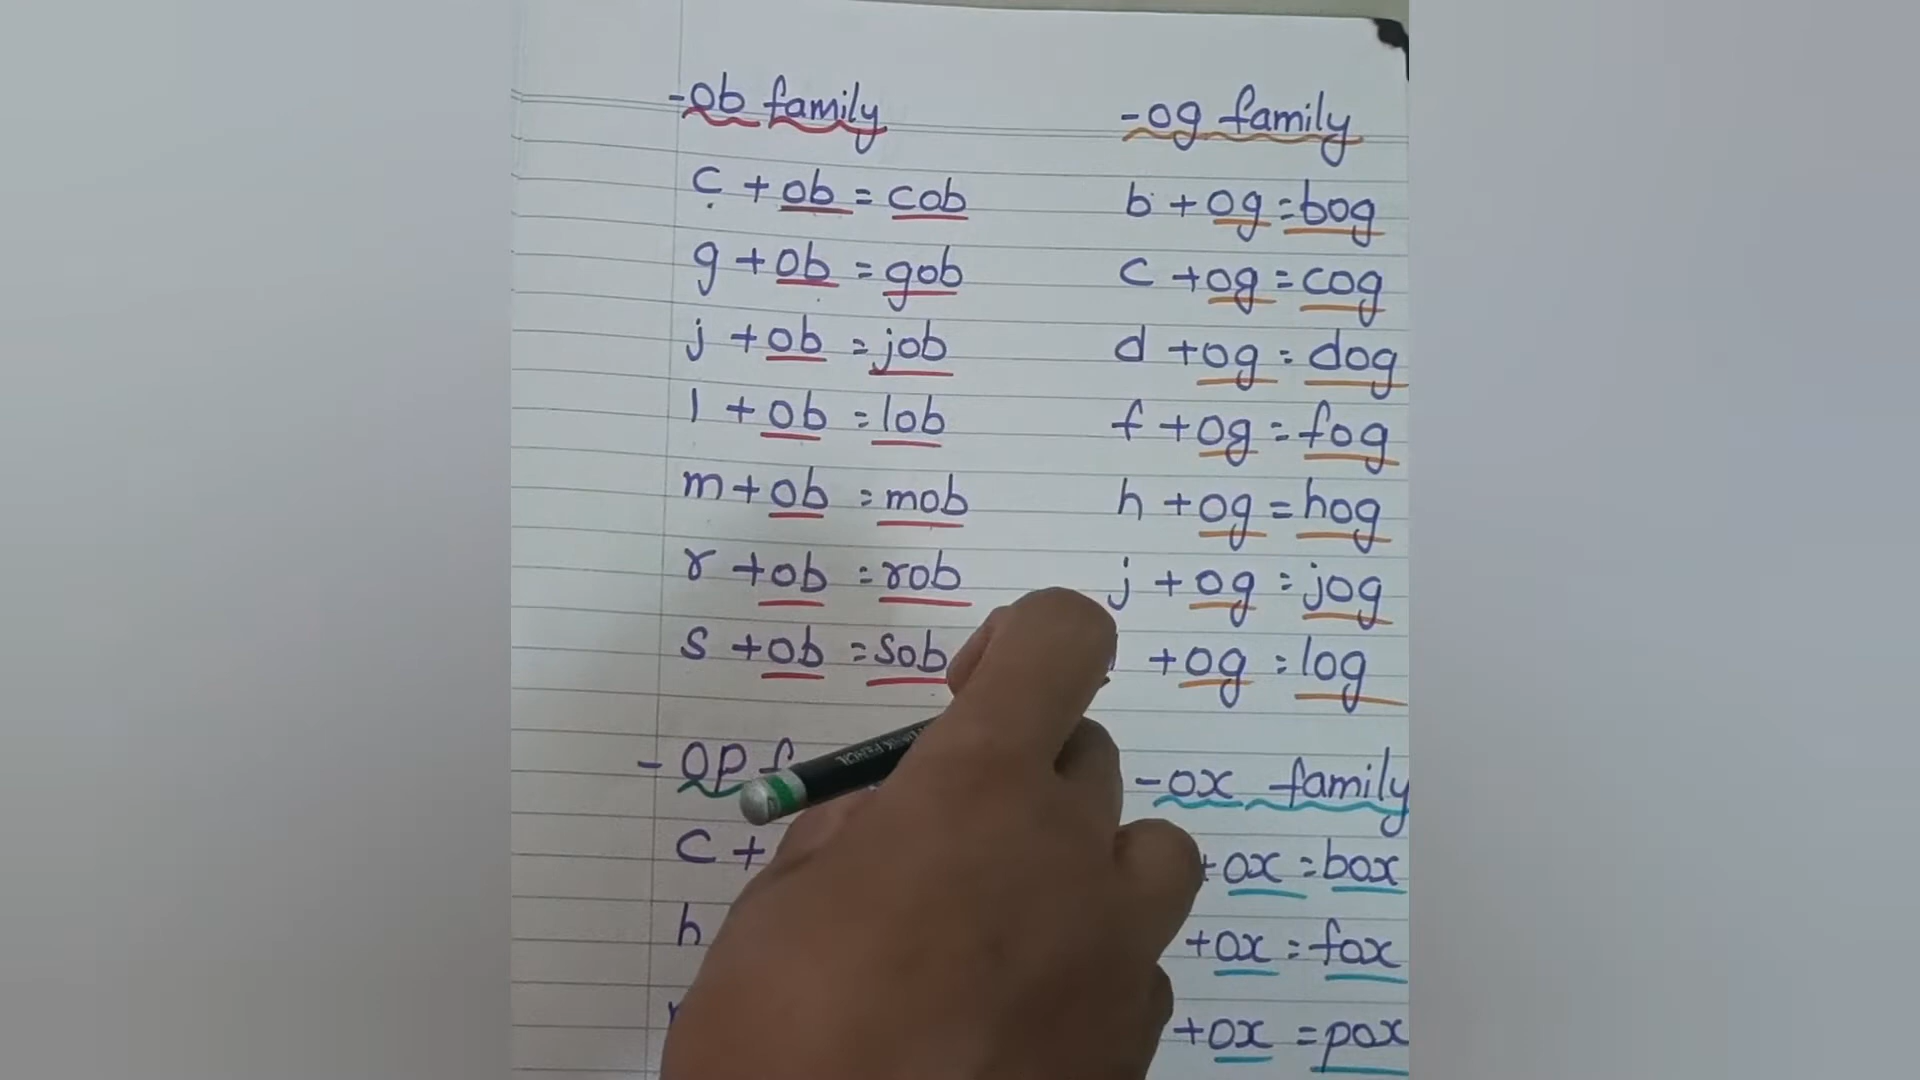 -ob family
c + ob = cob
g + ob = gob
j + ob = job
l + ob = lob
m + ob = mob
r + ob = rob
s + ob = sob
-og family
b + og = bog
c + og = cog
d + og = dog
f + og = fog
h + og = hog
j + og = jog
+ og = log
-op f
c +
h
-ox family
+ ox = box
+ ox = fox
+ ox = pox